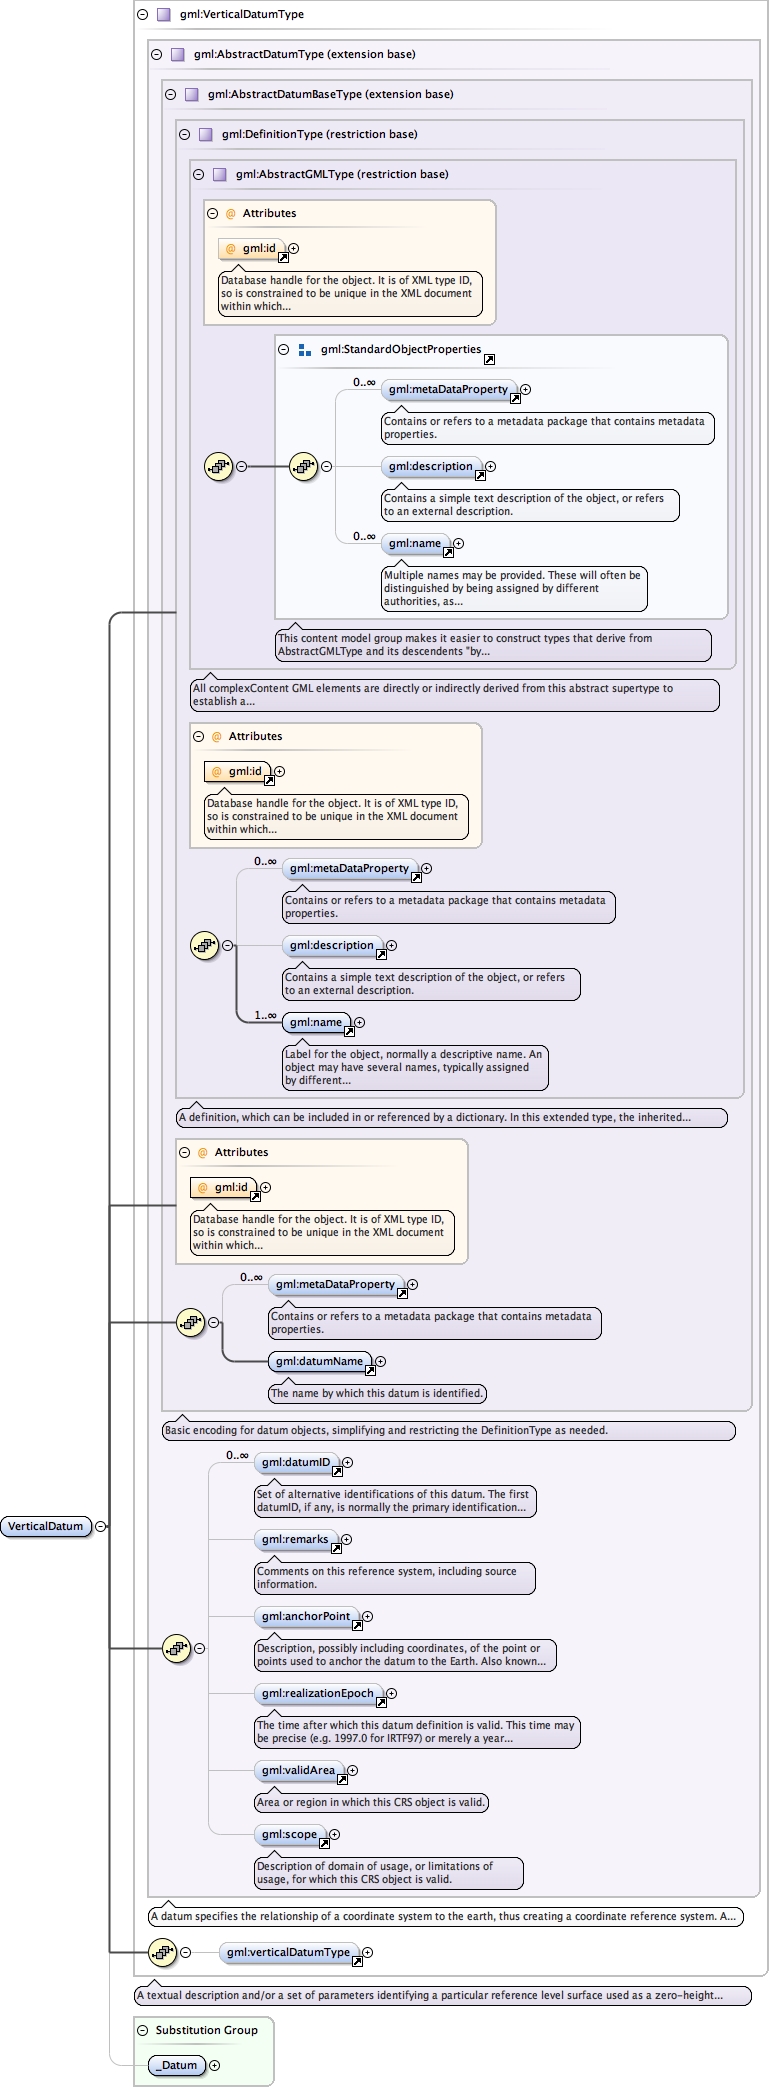 gml:VerticalDatumType
gml:AbstractDatumType (extension base)
gml:AbstractDatumBaseType (extension base)
gml:DefinitionType (restriction base)
gml:AbstractGMLType (restriction base)
@ Attributes
@ gml:id
Database handle for the object. It is of XML type ID,
so is constrained to be unique in the XML document
within which...
gml:StandardObjectProperties
0..∞
gml:metaDataProperty
Contains or refers to a metadata package that contains metadata
properties.
gml:description
Contains a simple text description of the object, or refers
to an external description.
0..∞
gml:name
Multiple names may be provided. These will often be
distinguished by being assigned by different
authorities, as...
This content model group makes it easier to construct types that derive from
AbstractGMLType and its descendents "by...
All complexContent GML elements are directly or indirectly derived from this abstract supertype to
establish a...
@ Attributes
@ gml:id
Database handle for the object. It is of XML type ID,
so is constrained to be unique in the XML document
within which...
0..∞
gml:metaDataProperty
Contains or refers to a metadata package that contains metadata
properties.
gml:description
Contains a simple text description of the object, or refers
to an external description.
1..∞
gml:name
Label for the object, normally a descriptive name. An
object may have several names, typically assigned
by different...
A definition, which can be included in or referenced by a dictionary. In this extended type, the inherited...
@ Attributes
@ gml:id
Database handle for the object. It is of XML type ID,
so is constrained to be unique in the XML document
within which...
0..∞
gml:metaDataProperty
Contains or refers to a metadata package that contains metadata
properties.
gml:datumName
The name by which this datum is identified.
Basic encoding for datum objects, simplifying and restricting the DefinitionType as needed.
0..∞
gml:datumID
Set of alternative identifications of this datum. The first
datumID, if any, is normally the primary identification...
VerticalDatum
gml:remarks
Comments on this reference system, including source
information.
gml:anchorPoint
Description, possibly including coordinates, of the point or
points used to anchor the datum to the Earth. Also known...
gml:realizationEpoch
The time after which this datum definition is valid. This time may
be precise (e.g. 1997.0 for IRTF97) or merely a year...
gml:validArea
Area or region in which this CRS object is valid.
gml:scope
Description of domain of usage, or limitations of
usage, for which this CRS object is valid.
A datum specifies the relationship of a coordinate system to the earth, thus creating a coordinate reference system. A...
gml:verticalDatumType
A textual description and/or a set of parameters identifying a particular reference level surface used as a zero-height...
Substitution Group
_Datum